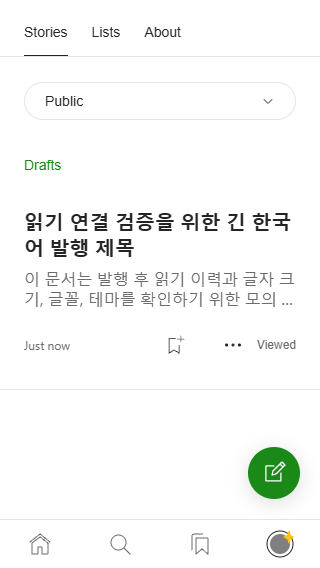 Stories Lists About
Public
Drafts
읽기 연결 검증을 위한 긴 한국
어 발행 제목
이 문서는 발행 후 읽기 이력과 글자 크
기, 글꼴, 테마를 확인하기 위한 모의 ...
Just now Viewed